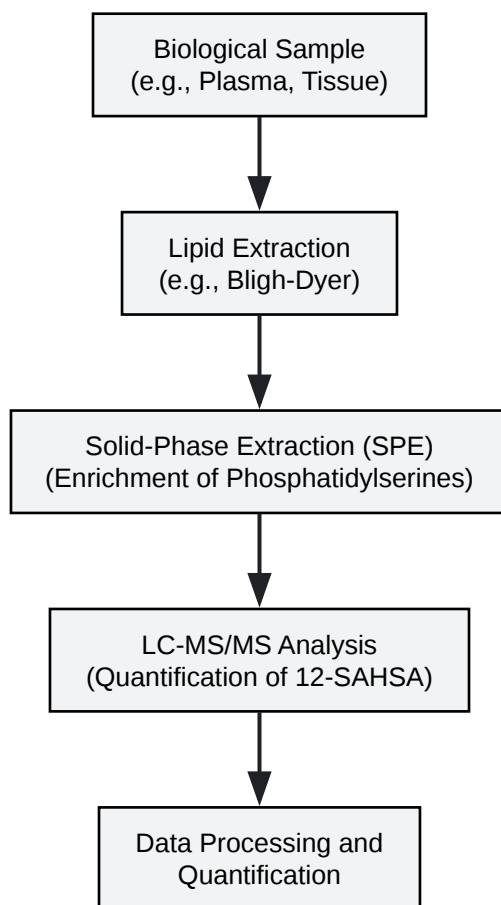 Biological Sample
(e.g., Plasma, Tissue)
Lipid Extraction
(e.g., Bligh-Dyer)
Solid-Phase Extraction (SPE)
(Enrichment of Phosphatidylserines)
LC-MS/MS Analysis
(Quantification of 12-SAHSA)
Data Processing and
Quantification